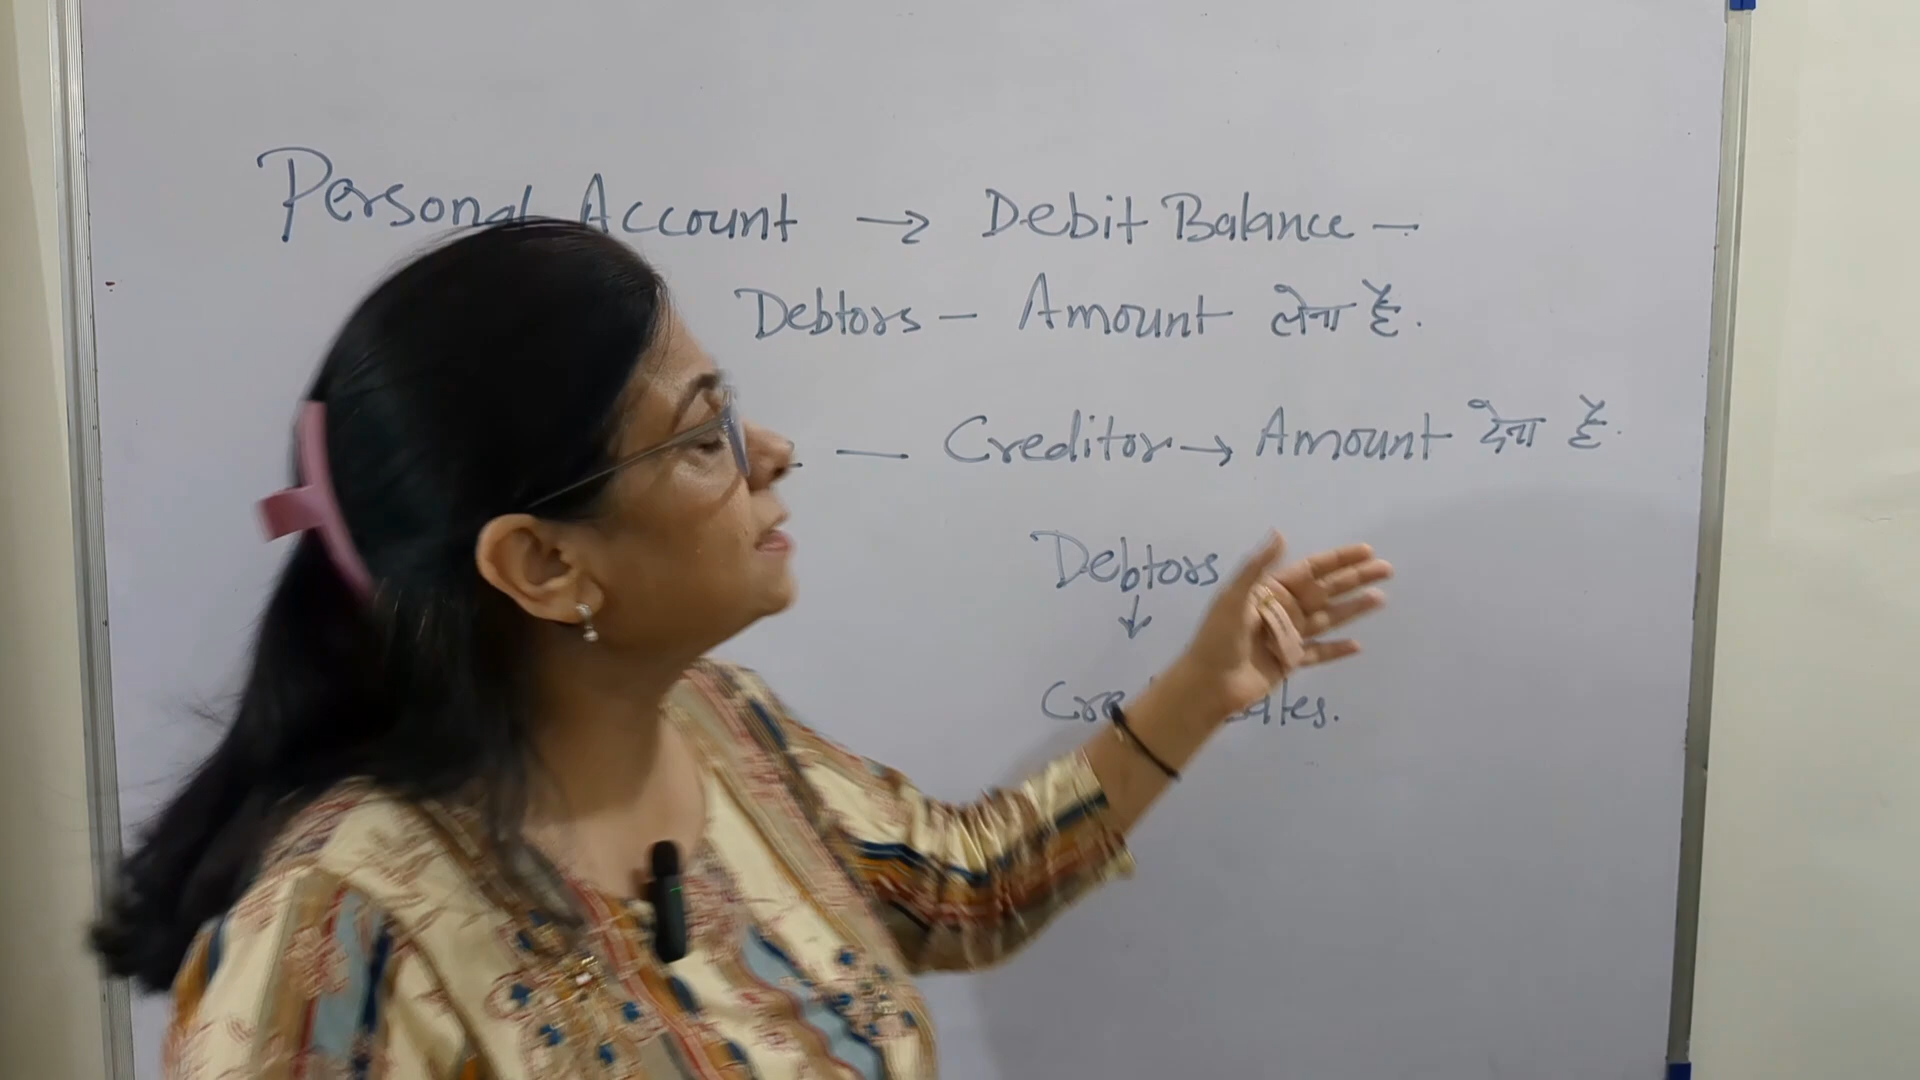 Personal Account → Debit Balance –
Debtors – Amount लेना है.
— Creditor → Amount देना है.
Debtors
↓